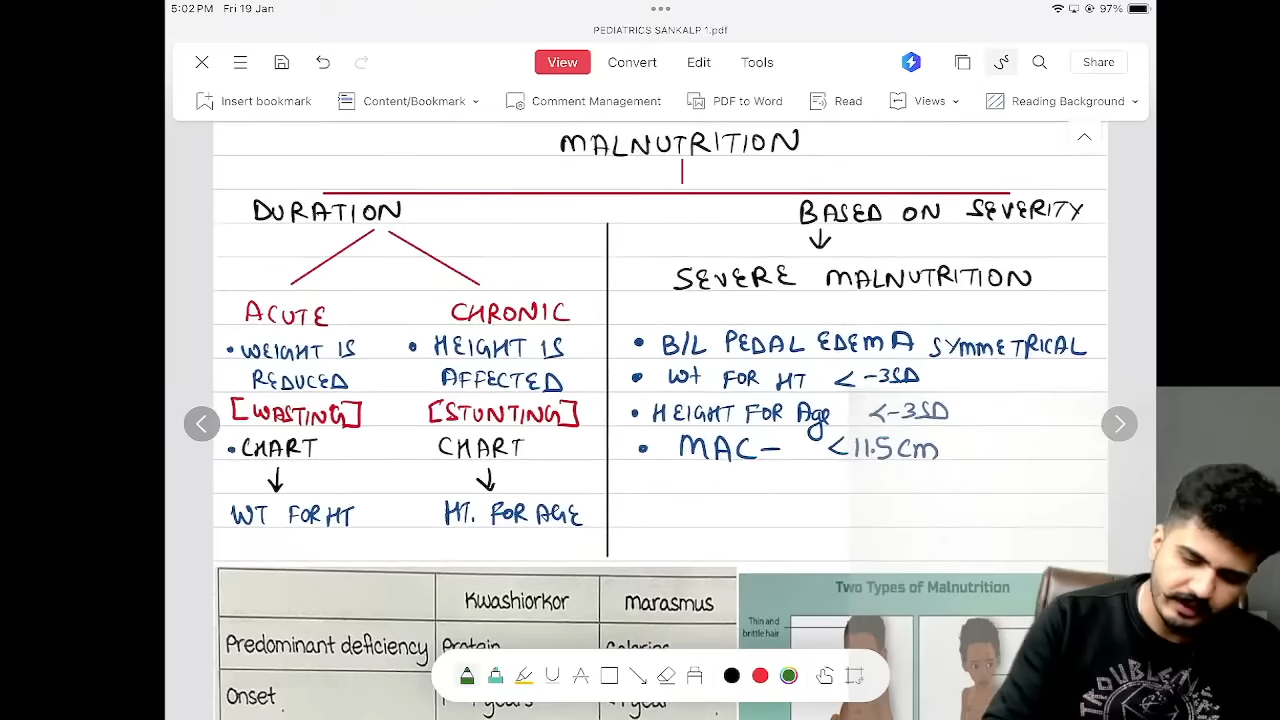 5:02PM Fri 19 Jan
97%
PEDIATRICS SANKALP 1.pdf
View Convert Edit Tools Share
Insert bookmark Content/Bookmark Comment Management PDF to Word Read Views Reading Background
MALNUTRITION
DURATION
BASED ON SEVERITY
SEVERE MALNUTRITION
ACUTE
CHRONIC
• WEIGHT IS
REDUCED
[WASTING]
• CHART
WT FOR HT
• HEIGHT IS
AFFECTED
[STUNTING]
CHART
HT. FOR AGE
• B/L PEDAL EDEMA SYMMETRICAL
• Wt FOR HT < -3SD
• HEIGHT FOR Age <-3SD
• MAC - <11.5cm
Kwashiorkor marasmus
Predominant deficiency Protein
Onset
Two Types of Malnutrition
Thin and
brittle hair
TROUBLE